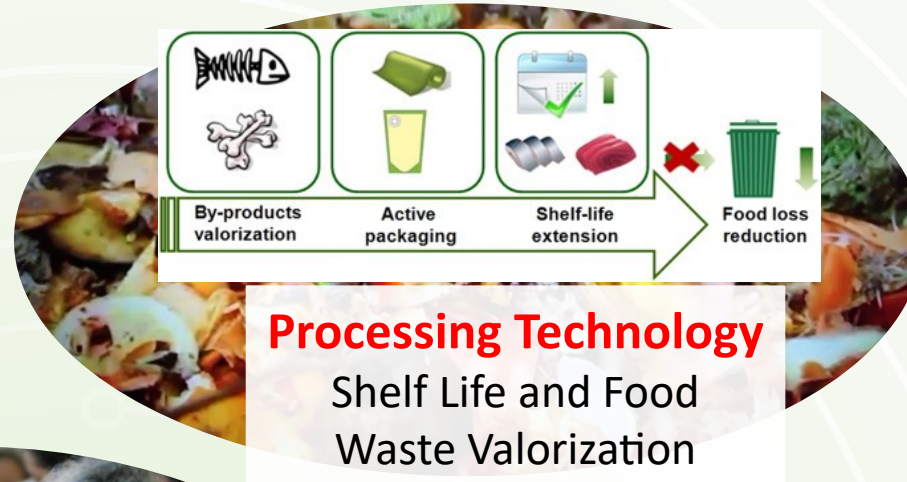 By-products
valorization
Active
packaging
Shelf-life
extension
Food loss
reduction
Processing Technology
Shelf Life and Food
Waste Valorization